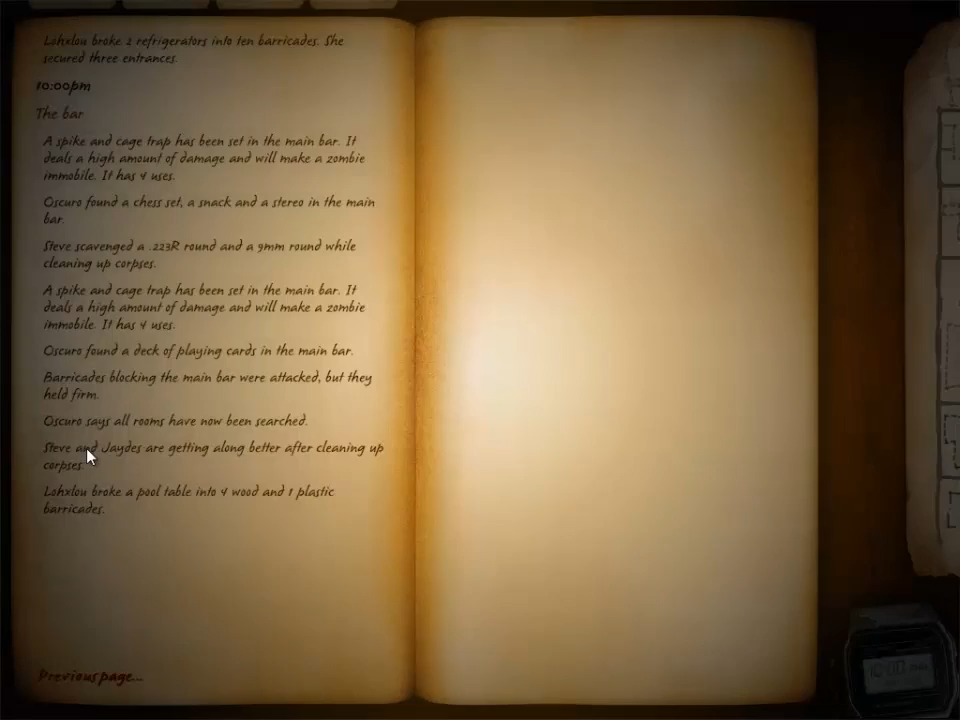 Lohxlou broke 2 refrigerators into ten barricades. She
secured three entrances.
10:00pm
The bar
A spike and cage trap has been set in the main bar. It
deals a high amount of damage and will make a zombie
immobile. It has 4 uses.
Oscuro found a chess set, a snack and a stereo in the main
bar.
Steve scavenged a .223R round and a 9mm round while
cleaning up corpses.
A spike and cage trap has been set in the main bar. It
deals a high amount of damage and will make a zombie
immobile. It has 4 uses.
Oscuro found a deck of playing cards in the main bar.
Barricades blocking the main bar were attacked, but they
held firm.
Oscuro says all rooms have now been searched.
Steve and Jaydes are getting along better after cleaning up
corpses.
Lohxlou broke a pool table into 4 wood and 1 plastic
barricades.
Previous page...
10:00